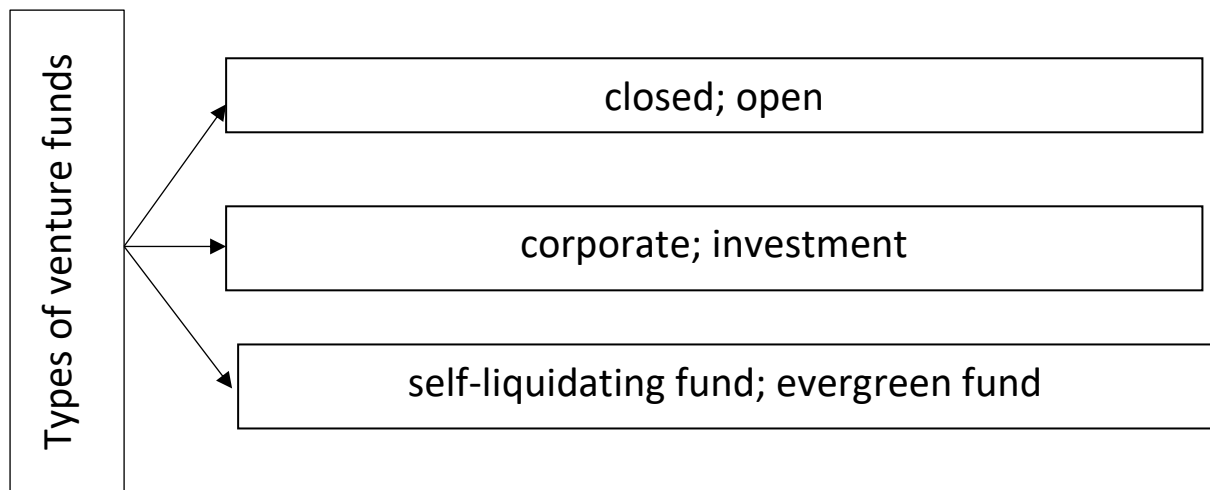 Types of venture funds
closed; open
corporate; investment
self-liquidating fund; evergreen fund